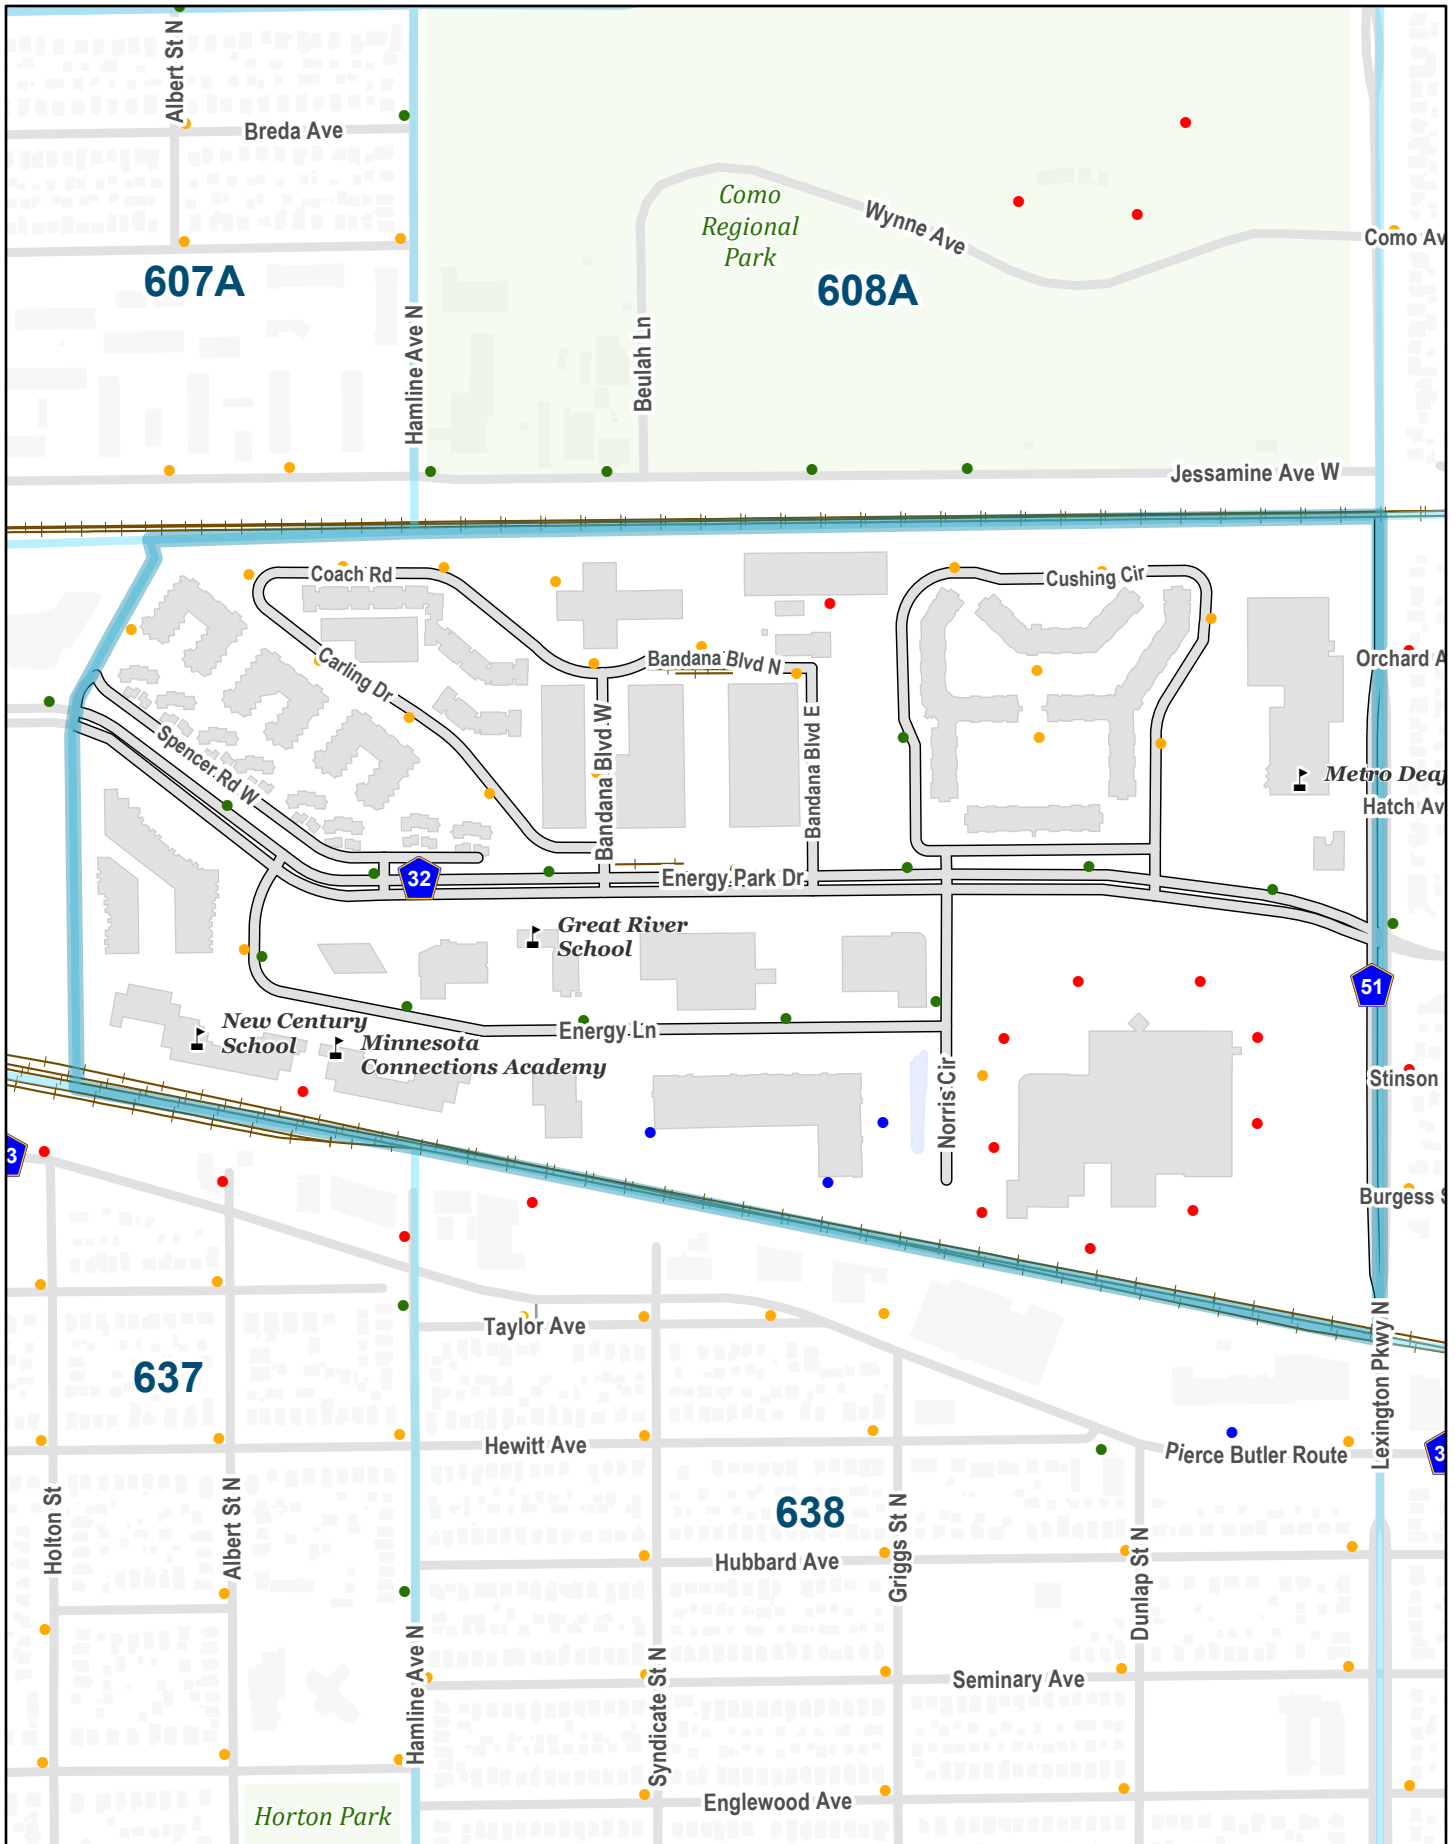 Albert St N
Breda Ave
Como
Regional
Park
Wynne Ave
Como Av
607A
608A
Hamline Ave N
Beulah Ln
Jessamine Ave W
Coach Rd
Cushing Cir
Carling Dr
Bandana Blvd N
Orchard A
Spencer Rd W
Bandana Blvd W
Bandana Blvd E
Metro Deaf
Hatch Av
32
Energy Park Dr
Great River
School
51
New Century
School
Minnesota
Connections Academy
Energy Ln
Norris Cir
Stinson
3
Burgess S
Taylor Ave
637
Lexington Pkwy N
Hewitt Ave
Pierce Butler Route
3
Holton St
Albert St N
638
Griggs St N
Hubbard Ave
Dunlap St N
Hamline Ave N
Syndicate St N
Seminary Ave
Horton Park
Englewood Ave